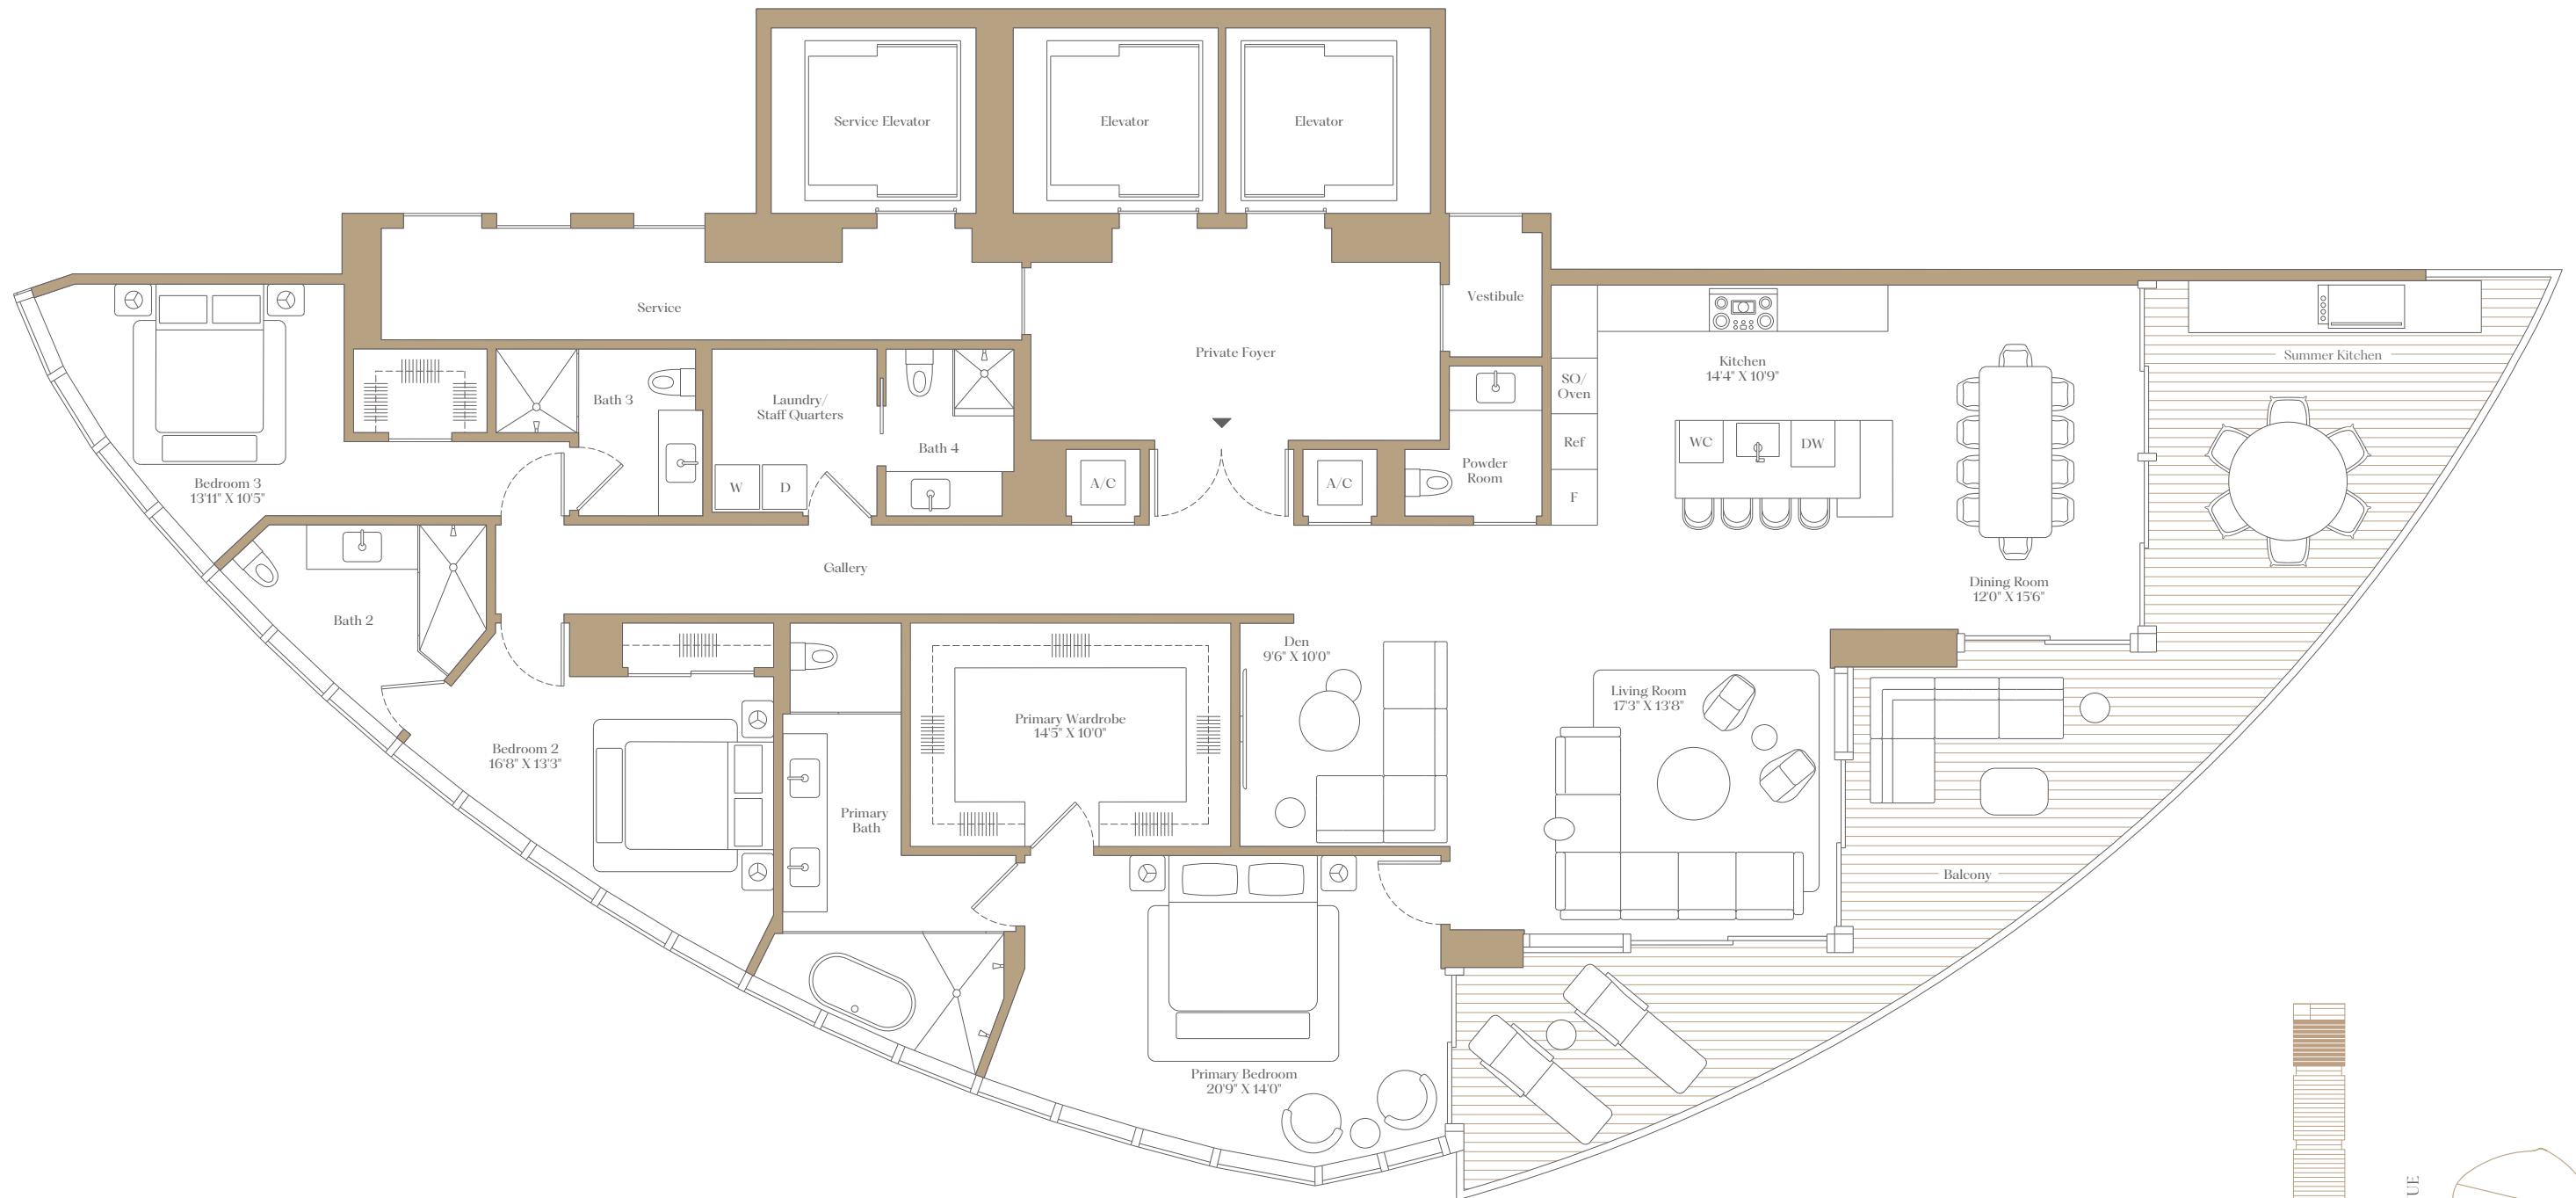 Service Elevator
Elevator
Elevator
Service
Vestibule
Private Foyer
Summer Kitchen
Kitchen
14'4" X 10'9"
SO/
Oven
Bath 3
Laundry/
Staff Quarters
Bath 4
Ref
WC
DW
Powder
Room
Bedroom 3
13'11" X 10'5"
W
D
A/C
A/C
F
Gallery
Dining Room
12'0" X 15'6"
Bath 2
Den
9'6" X 10'0"
Living Room
17'3" X 13'8"
Primary Wardrobe
14'5" X 10'0"
Bedroom 2
16'8" X 13'3"
Primary
Bath
Balcony
Primary Bedroom
20'9" X 14'0"
UE